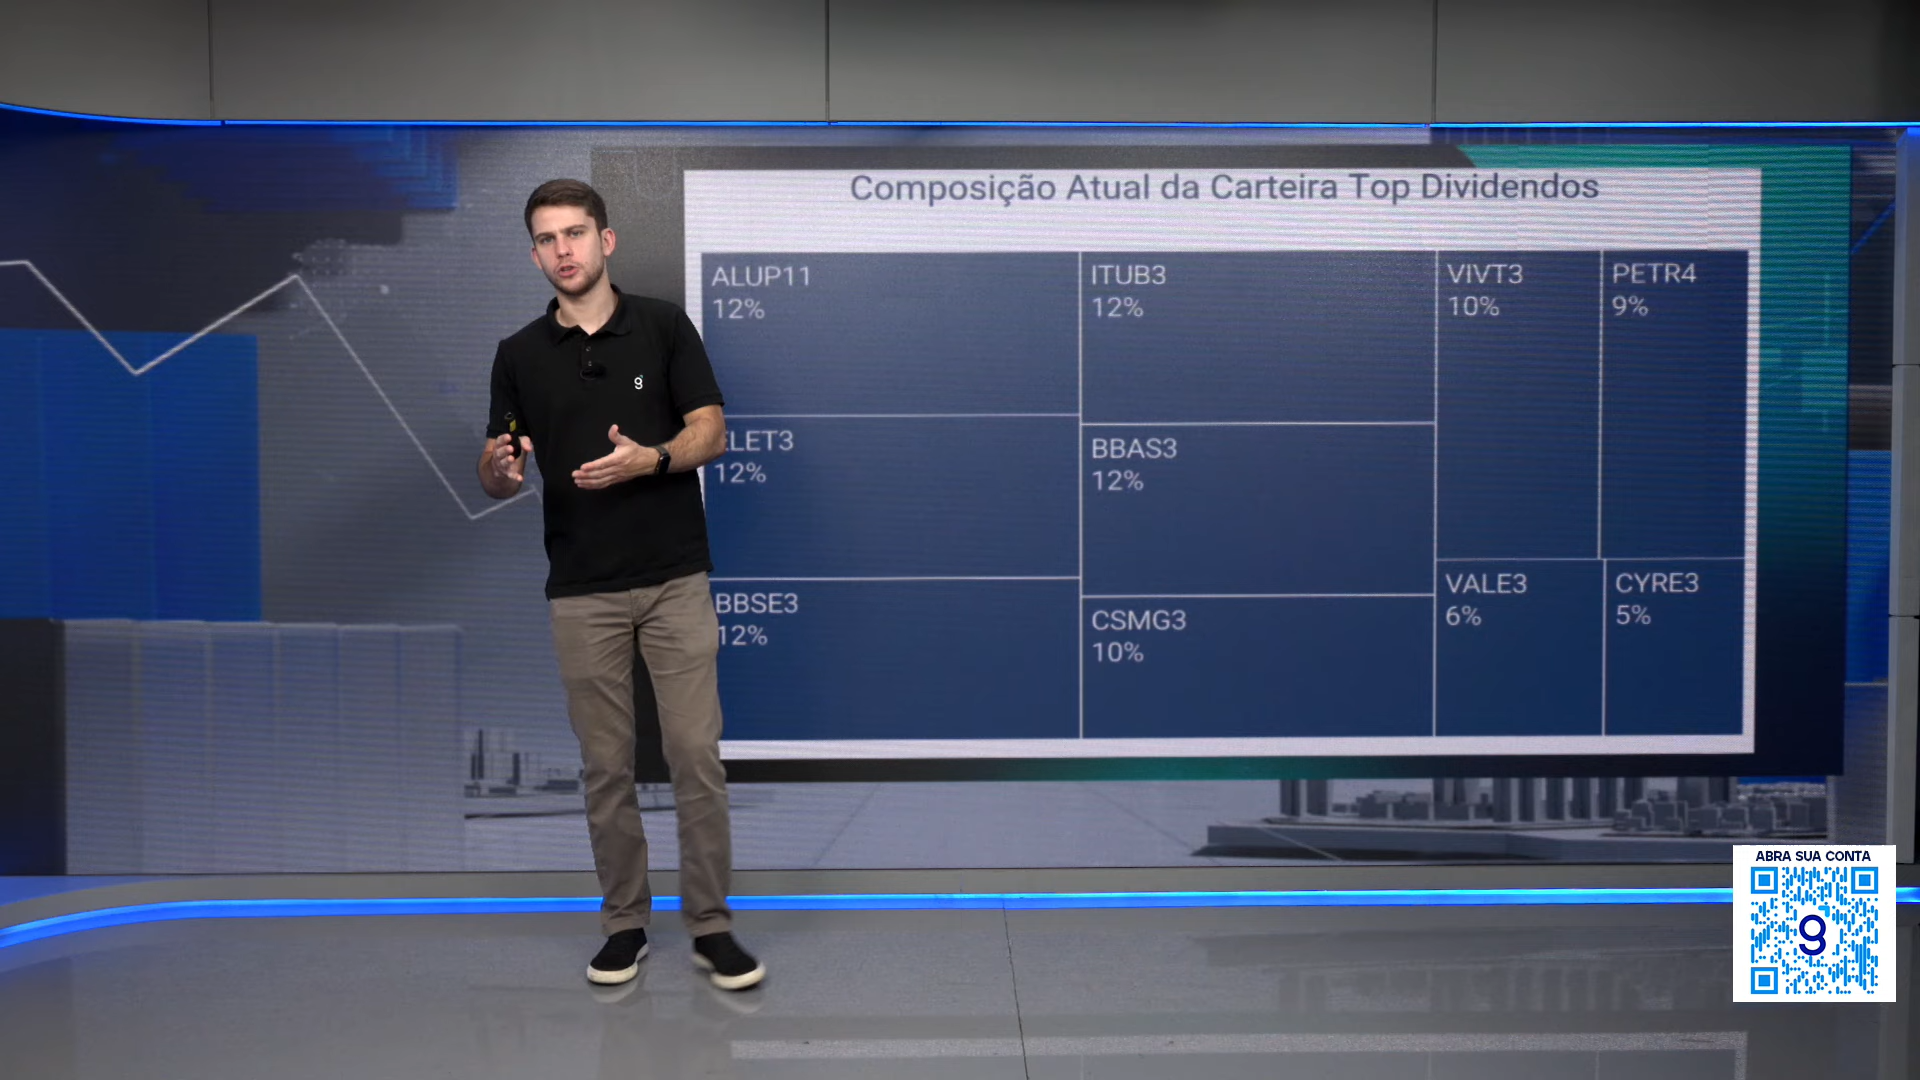 Composição Atual da Carteira Top Dividendos
ALUP11
12%
ITUB3
12%
VIVT3
10%
PETR4
9%
ELET3
12%
BBAS3
12%
BBSE3
12%
CSMG3
10%
VALE3
6%
CYRE3
5%
ABRA SUA CONTA